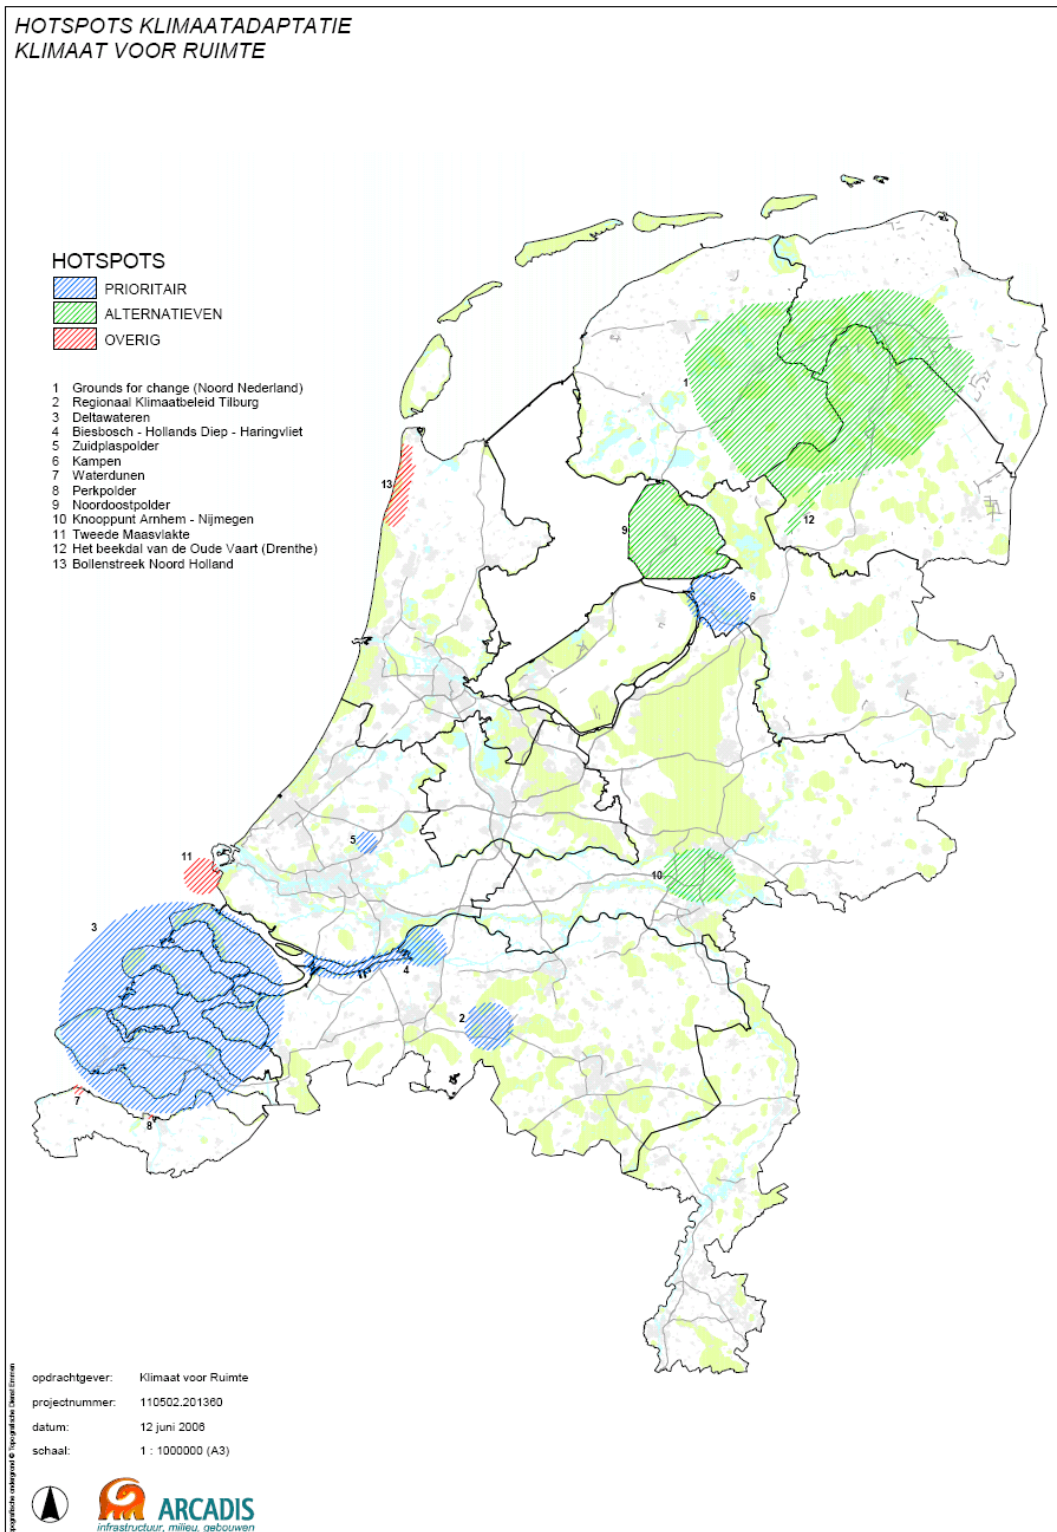 HOTSPOTS KLIMAATADAPTATIE
KLIMAAT VOOR RUIMTE
HOTSPOTS
PRIORITAIR
ALTERNATIEVEN
OVERIG
1 Grounds for change (Noord Nederland)
2 Regionaal Klimaatbeleid Tilburg
3 Deltawateren
4 Biesbosch - Hollands Diep - Haringvliet
5 Zuidplaspolder
6 Kampen
7 Waterdunen
8 Perkpolder
9 Noordoostpolder
10 Knooppunt Arnhem - Nijmegen
11 Tweede Maasvlakte
12 Het beekdal van de Oude Vaart (Drenthe)
13 Bollenstreek Noord Holland
1
13
12
9
6
5
11
10
3
4
2
7
8
opdrachtgever: Klimaat voor Ruimte
projectnummer: 110502.201360
datum: 12 juni 2006
schaal: 1 : 1000000 (A3)
ARCADIS
infrastructuur, milieu, gebouwen